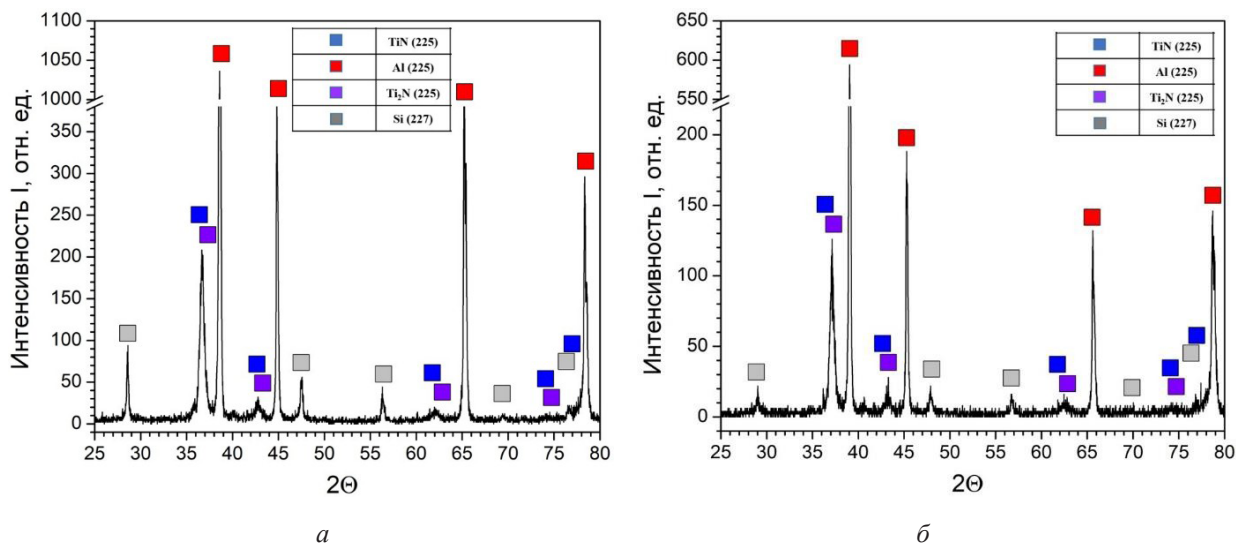 1100
1050
1000
350
300
250
200
150
100
50
0
Интенсивность I, отн. ед.
TiN (225)
Al (225)
Ti₂N (225)
Si (227)
25 30 35 40 45 50 55 60 65 70 75 80
2Θ
а
650
600
550
200
150
100
50
0
Интенсивность I, отн. ед.
TiN (225)
Al (225)
Ti₂N (225)
Si (227)
25 30 35 40 45 50 55 60 65 70 75 80
2Θ
б